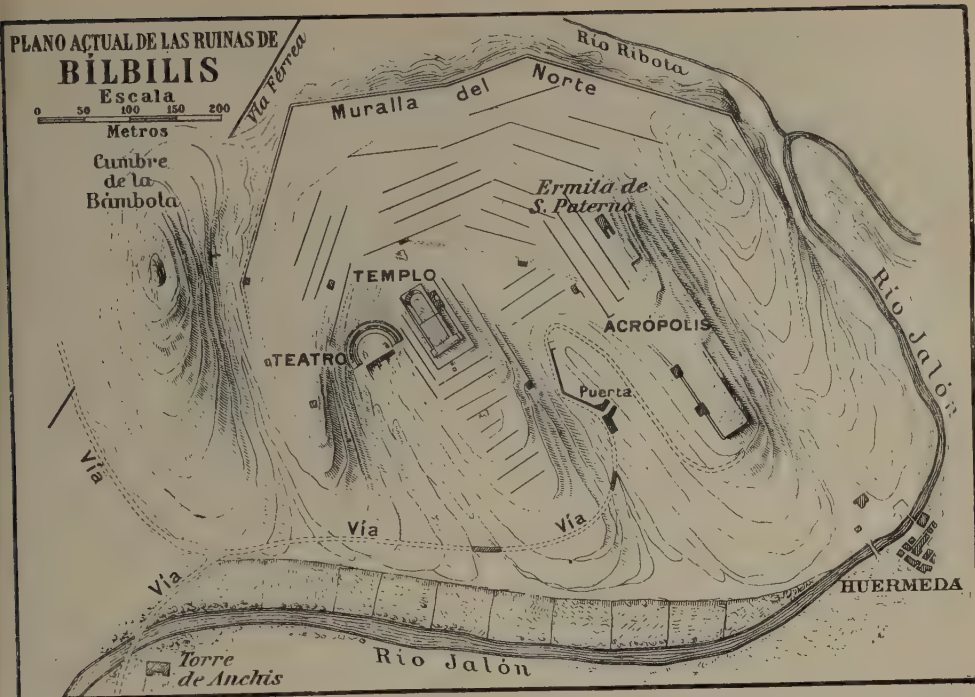 PLANO ACTUAL DE LAS RUINAS DE
BÍLBILIS
Escala
0 50 100 150 200
Metros
Vía Férrea
Río Ribota
Muralla del Norte
Cumbre
de la
Bámbola
Ermita de
S. Paterno
TEMPLO
Río Jalón
ACRÓPOLIS
TEATRO
Puerta
Vía
Vía
Vía
Vía
HUERMEDA
Río Jalón
Torre
de Anchis